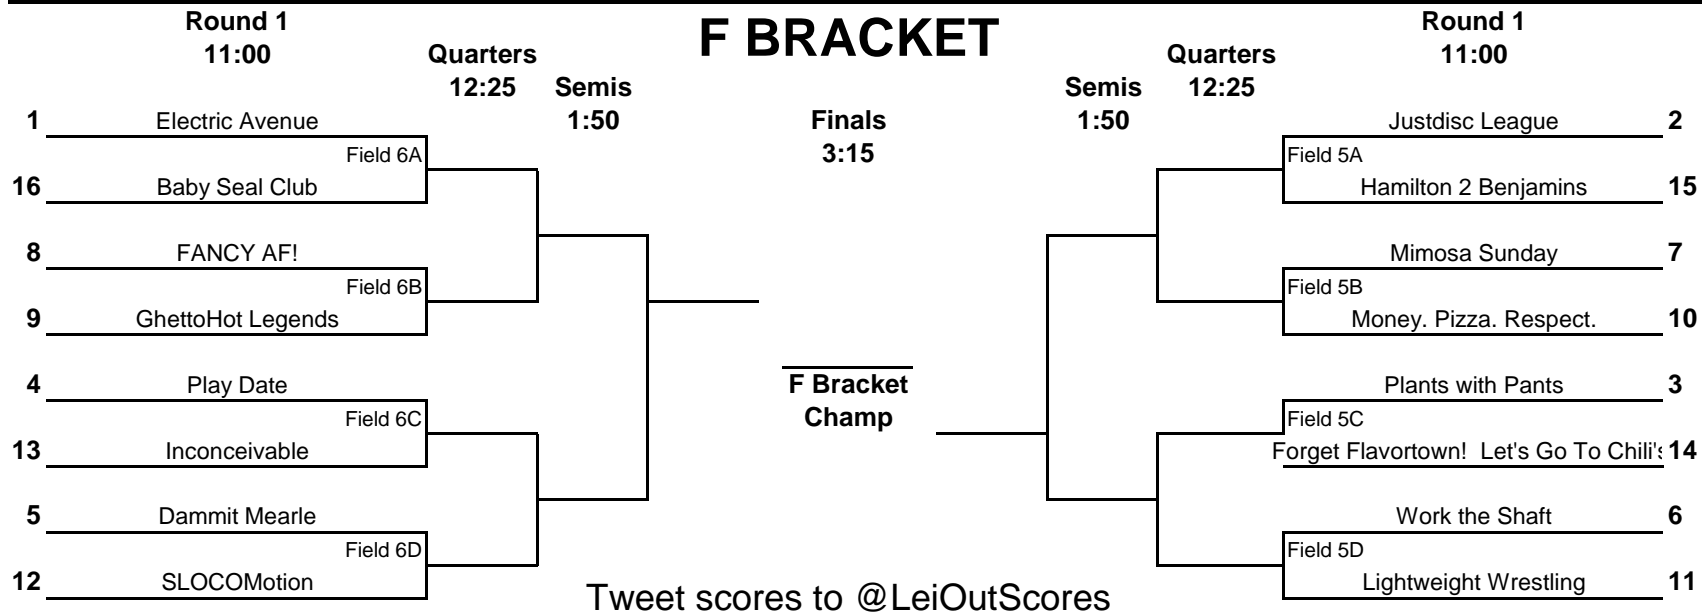 F BRACKET
Round 1
11:00
Quarters
12:25
Semis
1:50
Finals
3:15
Semis
1:50
Quarters
12:25
Round 1
11:00
1 Electric Avenue
Field 6A
16 Baby Seal Club
8 FANCY AF!
Field 6B
9 GhettoHot Legends
4 Play Date
Field 6C
13 Inconceivable
5 Dammit Mearle
Field 6D
12 SLOCOMotion
F Bracket
Champ
Justdisc League 2
Field 5A
Hamilton 2 Benjamins 15
Mimosa Sunday 7
Field 5B
Money. Pizza. Respect. 10
Plants with Pants 3
Field 5C
Forget Flavortown! Let's Go To Chili's 14
Work the Shaft 6
Field 5D
Lightweight Wrestling 11
Tweet scores to @LeiOutScores